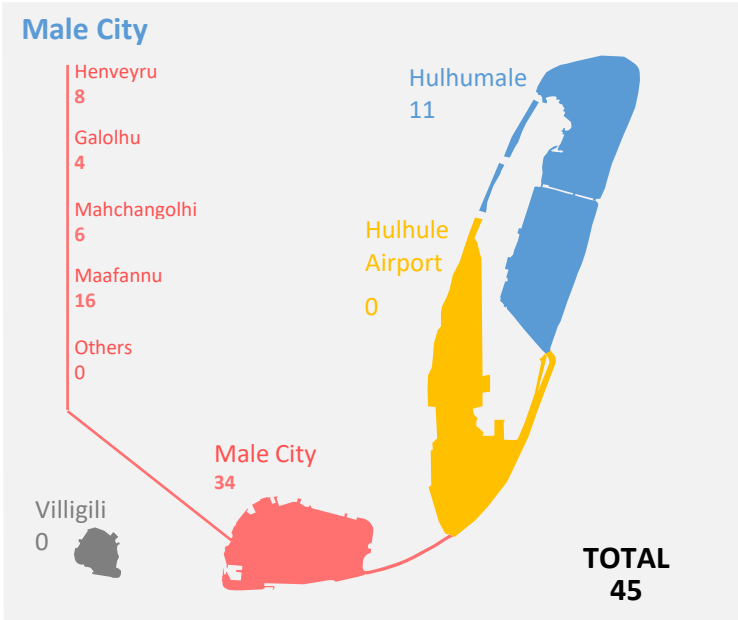 Male City
Henveyru
8
Galolhu
4
Mahchangolhi
6
Maafannu
16
Others
0
Hulhumale
11
Hulhule
Airport
0
Male City
34
Villigili
0
TOTAL
45